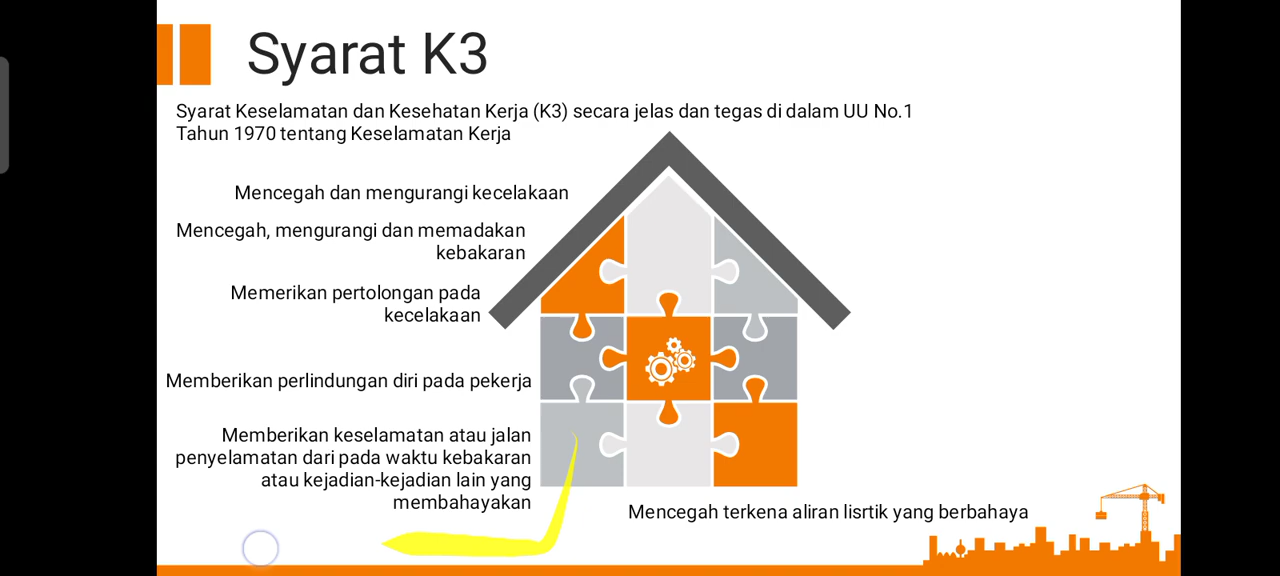 Syarat K3
Syarat Keselamatan dan Kesehatan Kerja (K3) secara jelas dan tegas di dalam UU No.1
Tahun 1970 tentang Keselamatan Kerja
Mencegah dan mengurangi kecelakaan
Mencegah, mengurangi dan memadakan
kebakaran
Memerikan pertolongan pada
kecelakaan
Memberikan perlindungan diri pada pekerja
Memberikan keselamatan atau jalan
penyelamatan dari pada waktu kebakaran
atau kejadian-kejadian lain yang
membahayakan
Mencegah terkena aliran lisrtik yang berbahaya